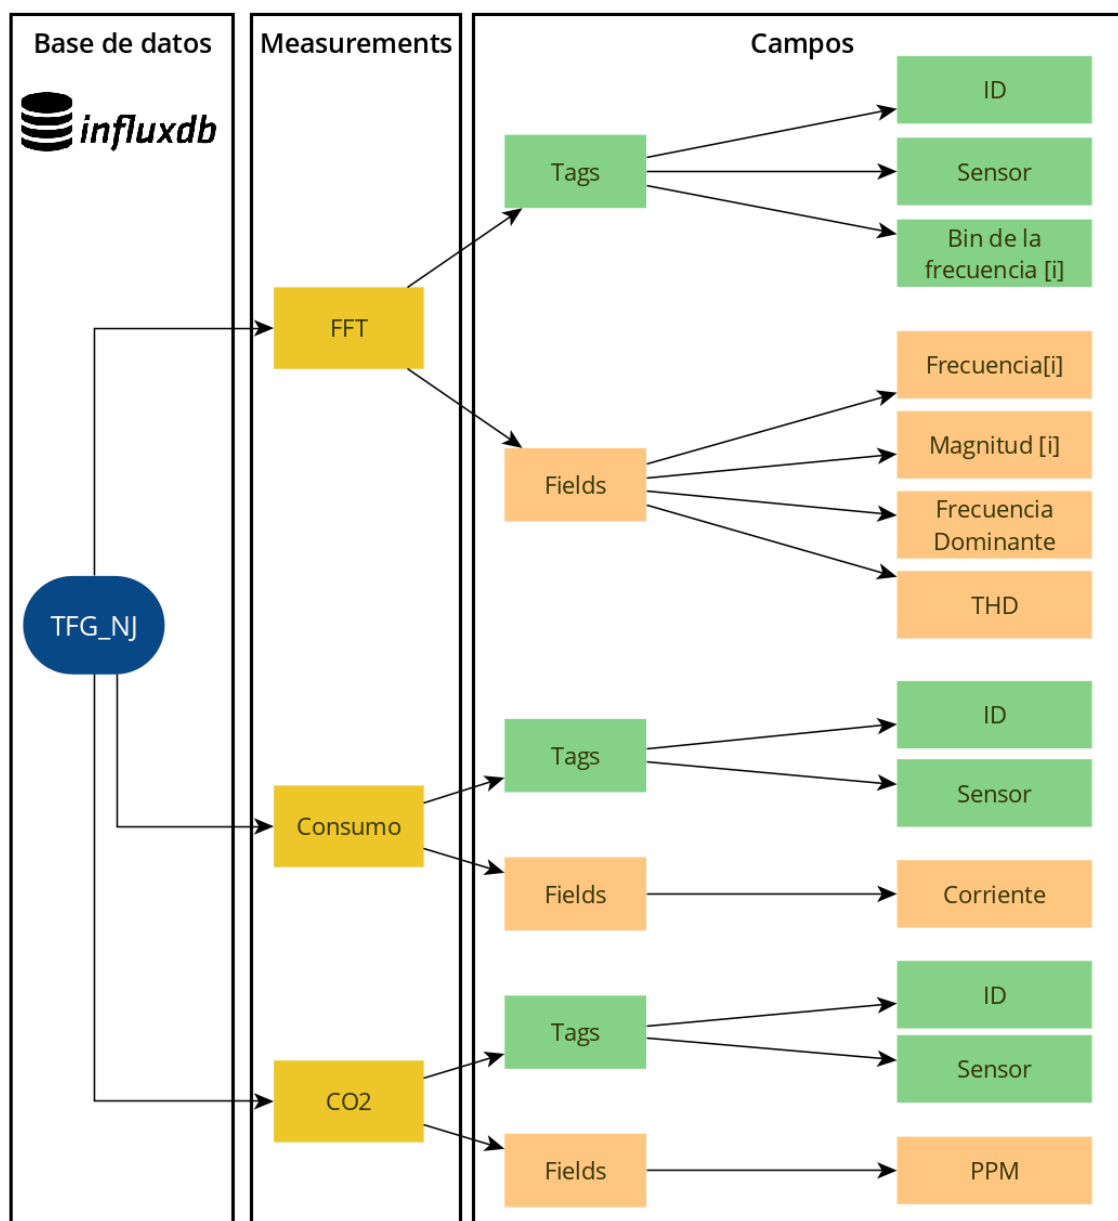 Base de datos
Measurements
Campos
influxdb
TFG_NJ
FFT
Tags
ID
Sensor
Bin de la
frecuencia [i]
Fields
Frecuencia[i]
Magnitud [i]
Frecuencia
Dominante
THD
Consumo
Tags
ID
Sensor
Fields
Corriente
CO2
Tags
ID
Sensor
Fields
PPM